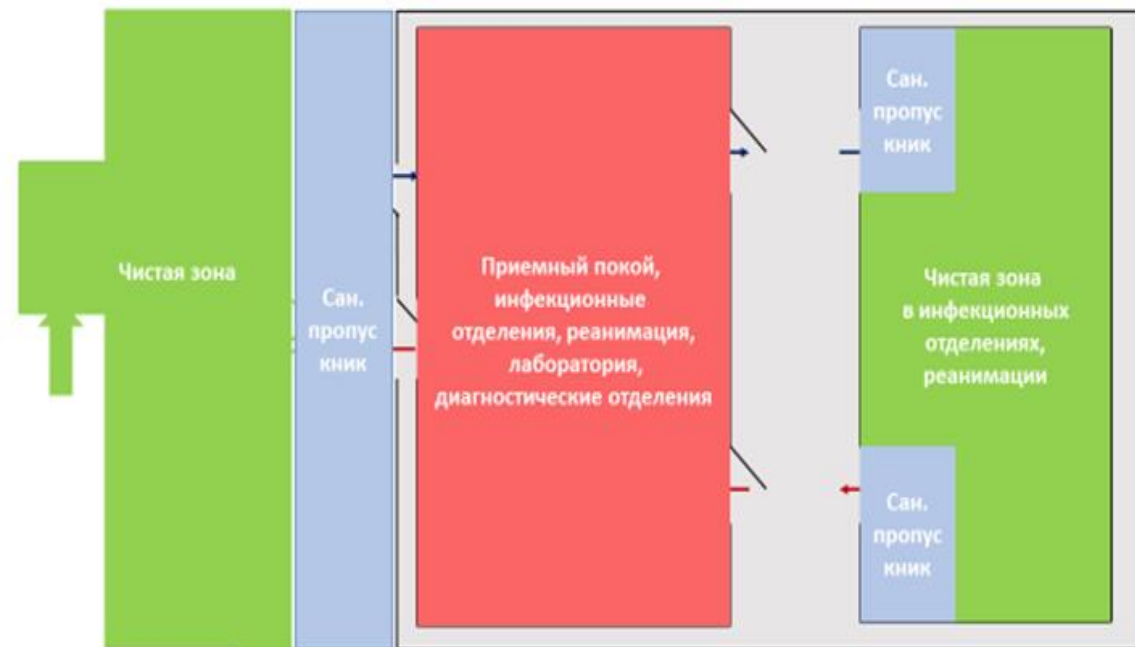 Чистая зона
Сан.
пропус
кник
Приемный покой,
инфекционные
отделения, реанимация,
лаборатория,
диагностические отделения
Сан.
пропус
кник
Чистая зона
в инфекционных
отделениях,
реанимации
Сан.
пропус
кник